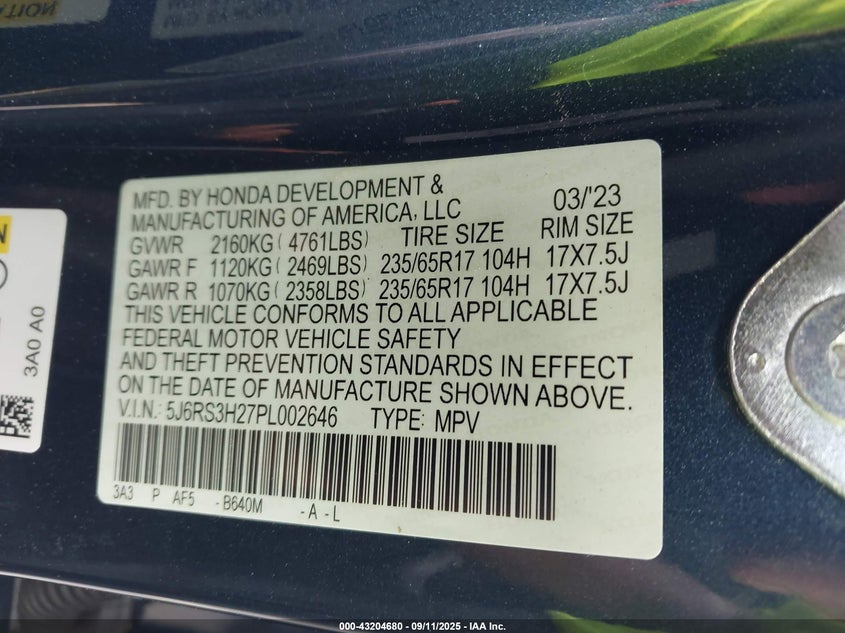 MFD. BY HONDA DEVELOPMENT &
MANUFACTURING OF AMERICA, LLC
03/'23
GVWR 2160KG ( 4761LBS) TIRE SIZE RIM SIZE
GAWR F 1120KG ( 2469LBS) 235/65R17 104H 17X7.5J
GAWR R 1070KG ( 2358LBS) 235/65R17 104H 17X7.5J
THIS VEHICLE CONFORMS TO ALL APPLICABLE
FEDERAL MOTOR VEHICLE SAFETY
AND THEFT PREVENTION STANDARDS IN EFFECT
ON THE DATE OF MANUFACTURE SHOWN ABOVE.
V.I.N.: 5J6RS3H27PL002646 TYPE: MPV
3A3 P AF5 - B640M - A - L
3A0 A0
000-43204680 - 09/11/2025 - IAA Inc.